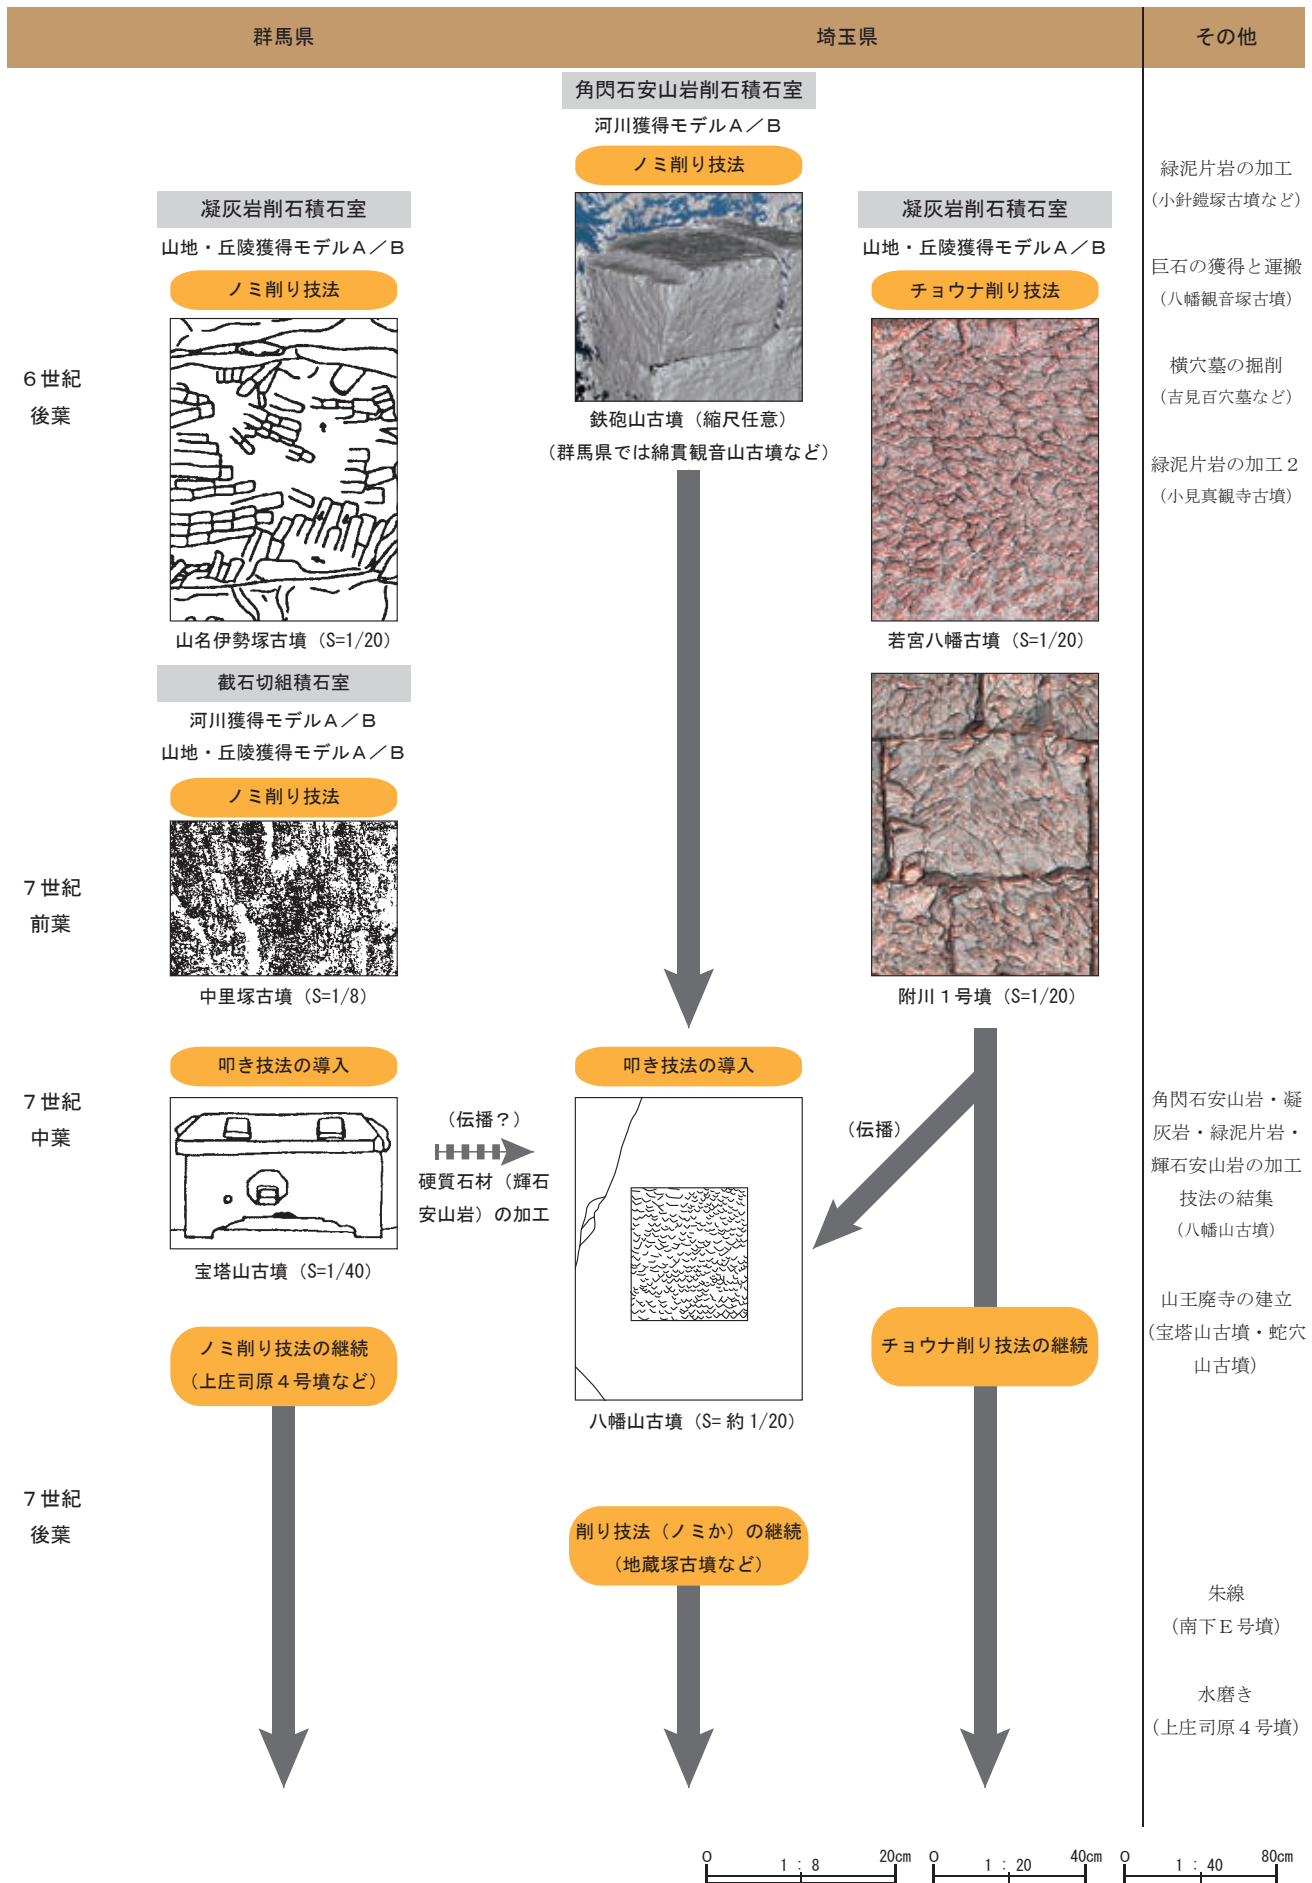 群馬県
埼玉県
その他
角閃石安山岩削石積石室
河川獲得モデルA／B
ノミ削り技法
鉄砲山古墳（縮尺任意）
（群馬県では綿貫観音山古墳など）
6世紀
後葉
凝灰岩削石積石室
山地・丘陵獲得モデルA／B
ノミ削り技法
山名伊勢塚古墳（S=1/20）
凝灰岩削石積石室
山地・丘陵獲得モデルA／B
チョウナ削り技法
若宮八幡古墳（S=1/20）
緑泥片岩の加工
（小針鎧塚古墳など）
巨石の獲得と運搬
（八幡観音塚古墳）
横穴墓の掘削
（吉見百穴墓など）
緑泥片岩の加工２
（小見真観寺古墳）
截石切組積石室
河川獲得モデルA／B
山地・丘陵獲得モデルA／B
ノミ削り技法
7世紀
前葉
中里塚古墳（S=1/8）
附川１号墳（S=1/20）
7世紀
中葉
叩き技法の導入
宝塔山古墳（S=1/40）
（伝播？）
硬質石材（輝石
安山岩）の加工
叩き技法の導入
八幡山古墳（S=約1/20）
（伝播）
角閃石安山岩・凝
灰岩・緑泥片岩・
輝石安山岩の加工
技法の結集
（八幡山古墳）
山王廃寺の建立
（宝塔山古墳・蛇穴
山古墳）
ノミ削り技法の継続
（上庄司原４号墳など）
チョウナ削り技法の継続
7世紀
後葉
削り技法（ノミか）の継続
（地蔵塚古墳など）
朱線
（南下Ｅ号墳）
水磨き
（上庄司原４号墳）
0 1 : 8 20cm
0 1 : 20 40cm
0 1 : 40 80cm